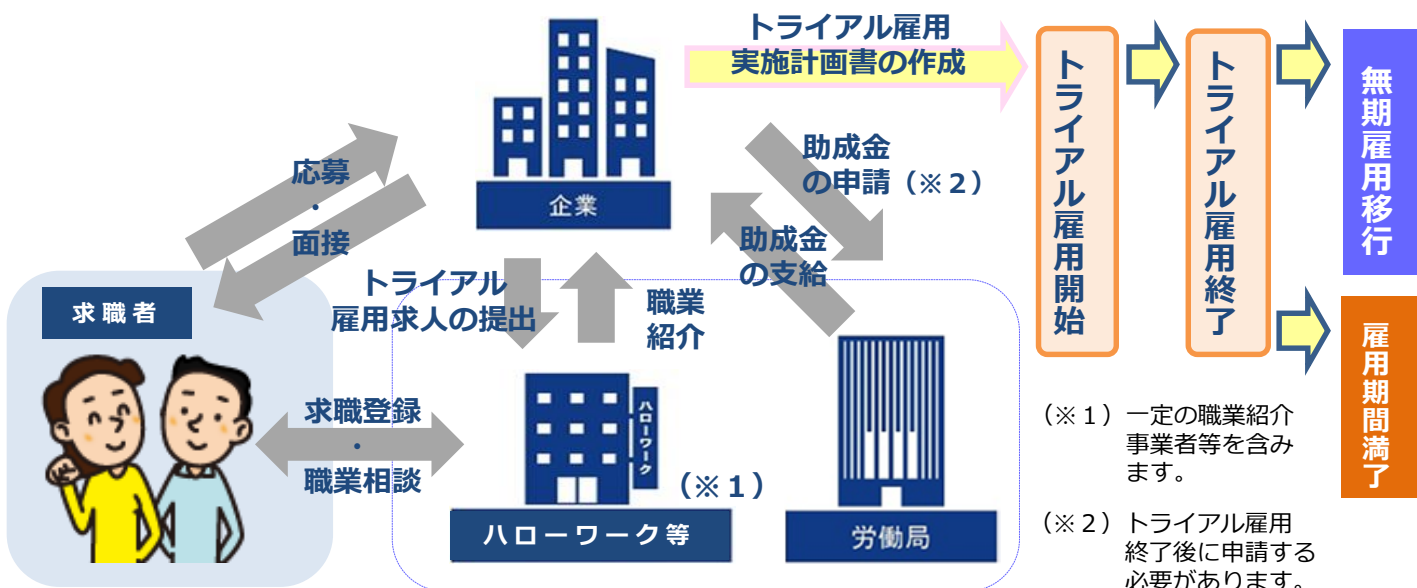 トライアル雇用
実施計画書の作成
トライアル雇用開始
トライアル雇用終了
無期雇用移行
雇用期間満了
企業
応募
・
面接
助成金
の申請（※２）
助成金
の支給
トライアル
雇用求人の提出
職業
紹介
求職者
求職登録
・
職業相談
ハローワーク
（※１）
ハローワーク等
労働局
（※１）一定の職業紹介
事業者等を含み
ます。
（※２）トライアル雇用
終了後に申請する
必要があります。